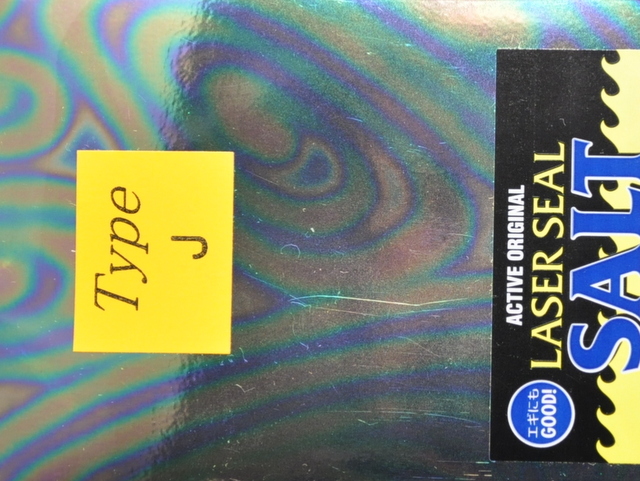 Type
J
ACTIVE ORIGINAL
LASER SEAL
SALT
エギにも
GOOD!